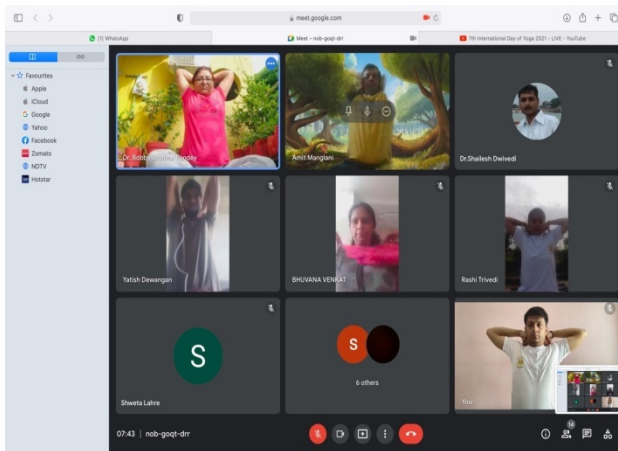 meet.google.com
(1) WhatsApp
Meet – nob-goqt-drr
7th International Day of Yoga 2021 - LIVE - YouTube
Favourites
Apple
iCloud
Google
Yahoo
Facebook
Zomato
NDTV
Hotstar
Dr. Bobby
Amit Manglani
Dr.Shailesh Dwivedi
Yatish Dewangan
BHUVANA VENKAT
Rashi Trivedi
S
Shweta Lahre
S
6 others
You
07:43 | nob-goqt-drr
14